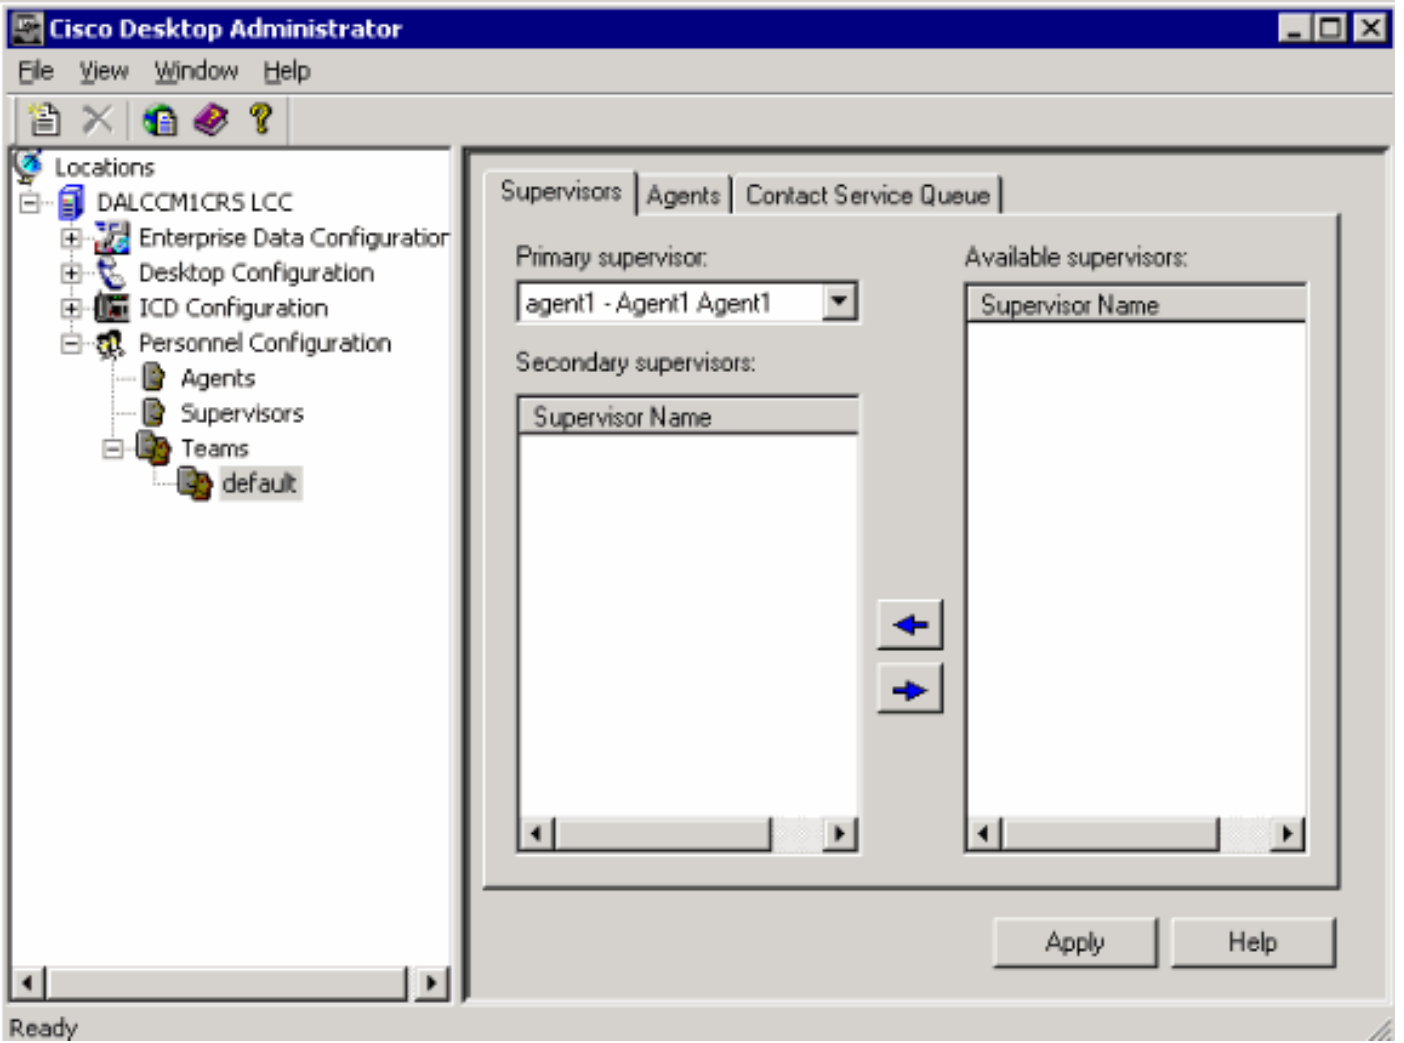 Cisco Desktop Administrator
File View Window Help
Locations
DALCCM1CRS LCC
Enterprise Data Configuration
Desktop Configuration
ICD Configuration
Personnel Configuration
Agents
Supervisors
Teams
default
Supervisors Agents Contact Service Queue
Primary supervisor:
agent1 - Agent1 Agent1
Secondary supervisors:
Supervisor Name
Available supervisors:
Supervisor Name
Apply Help
Ready